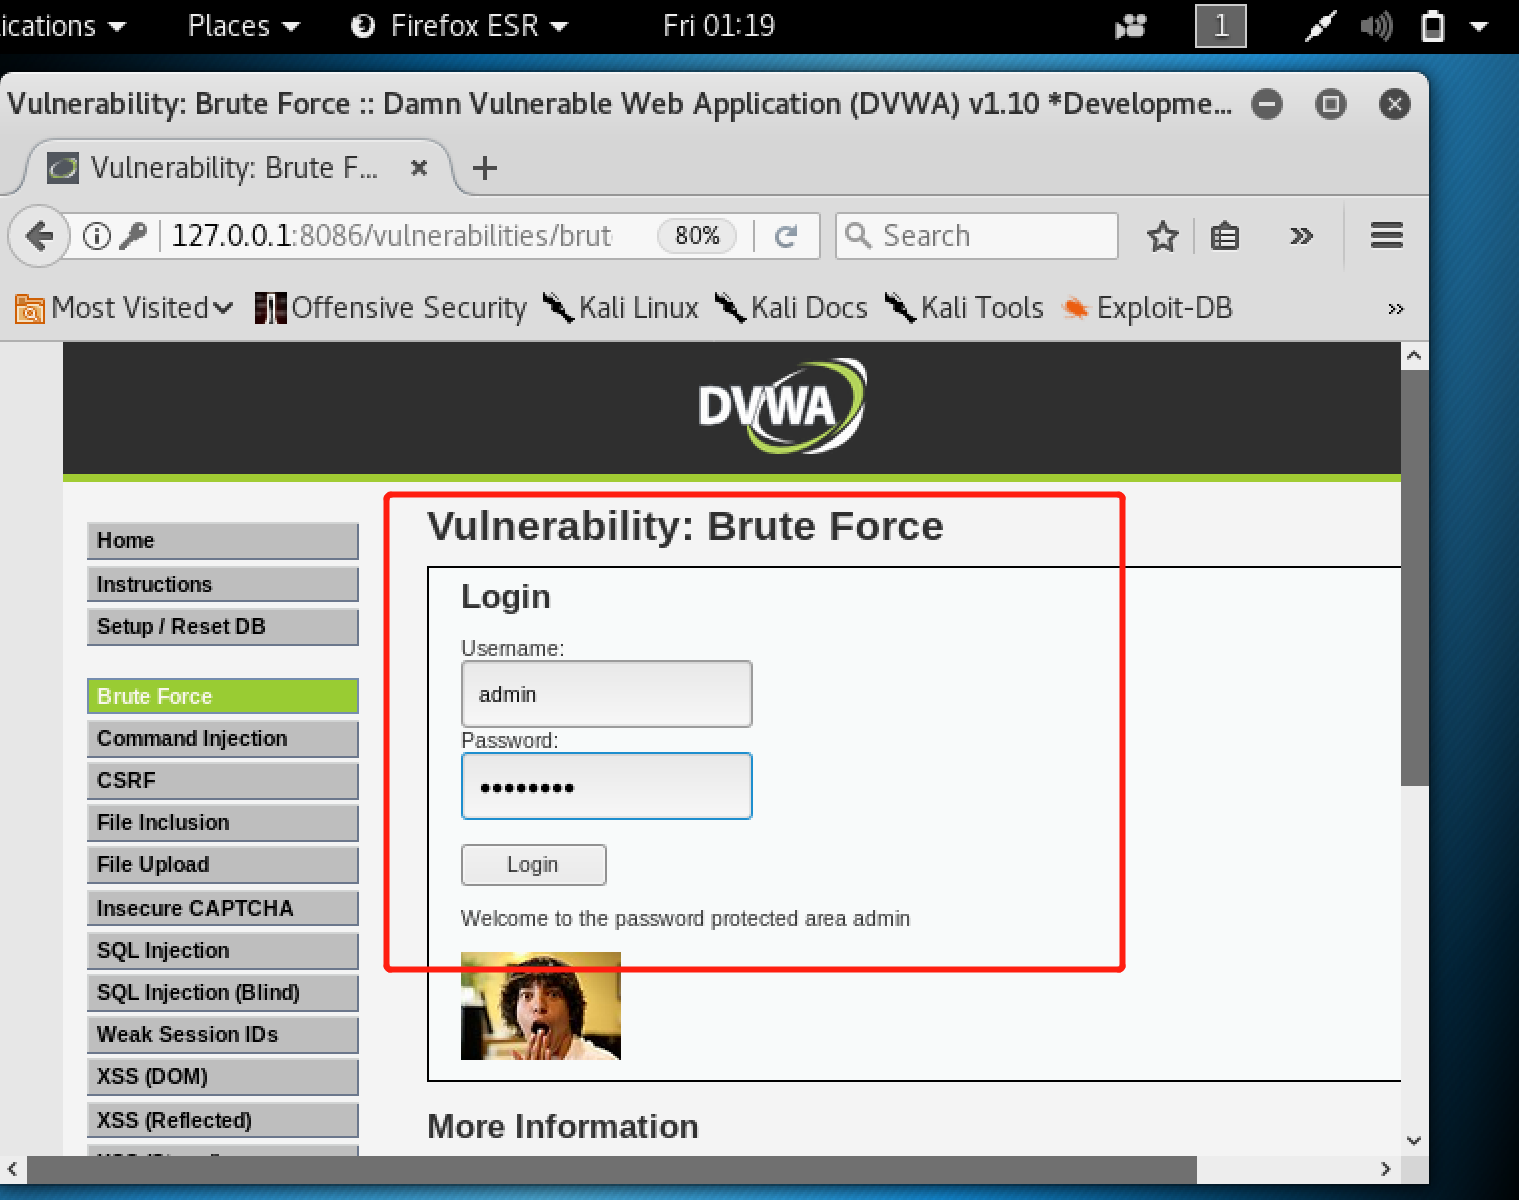 ications Places Firefox ESR Fri 01:19 1
Vulnerability: Brute Force :: Damn Vulnerable Web Application (DVWA) v1.10 *Developme...
Vulnerability: Brute F...
127.0.0.1:8086/vulnerabilities/brut 80% Search
Most Visited Offensive Security Kali Linux Kali Docs Kali Tools Exploit-DB
DVWA
Home
Instructions
Setup / Reset DB
Brute Force
Command Injection
CSRF
File Inclusion
File Upload
Insecure CAPTCHA
SQL Injection
SQL Injection (Blind)
Weak Session IDs
XSS (DOM)
XSS (Reflected)
Vulnerability: Brute Force
Login
Username:
admin
Password:
••••••••
Login
Welcome to the password protected area admin
More Information